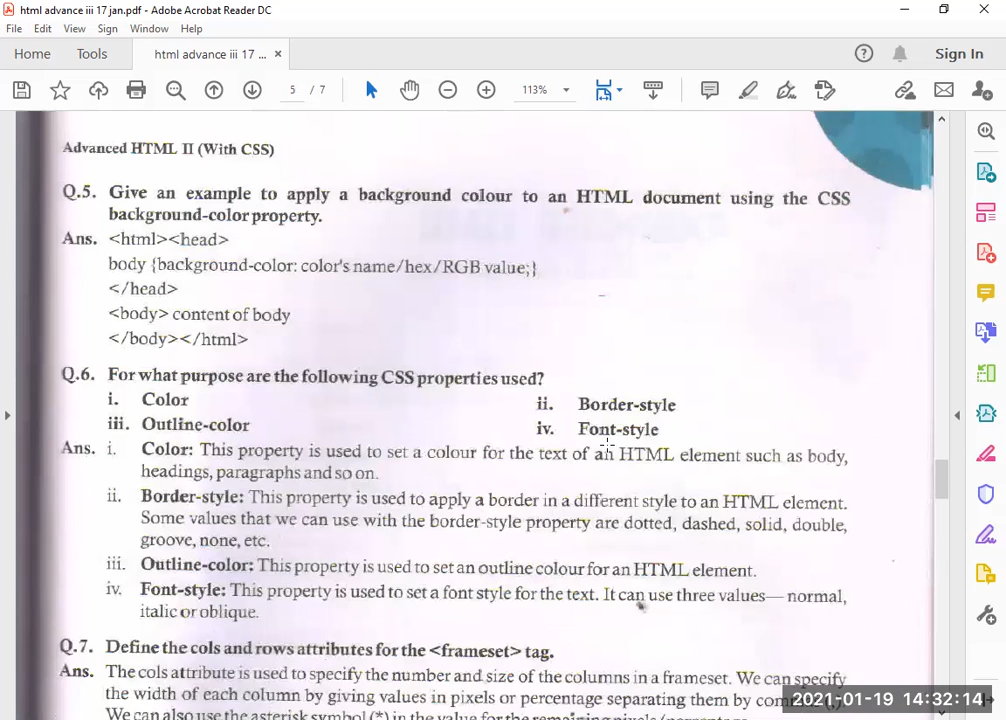 html advance iii 17 jan.pdf - Adobe Acrobat Reader DC
File Edit View Sign Window Help
Home Tools html advance iii 17 ... × Sign In
5 / 7 113%
Advanced HTML II (With CSS)
Q.5. Give an example to apply a background colour to an HTML document using the CSS
background-color property.
Ans. <html><head>
body {background-color: color's name/hex/RGB value;}
</head>
<body> content of body
</body></html>
Q.6. For what purpose are the following CSS properties used?
i. Color ii. Border-style
iii. Outline-color iv. Font-style
Ans. i. Color: This property is used to set a colour for the text of an HTML element such as body,
headings, paragraphs and so on.
ii. Border-style: This property is used to apply a border in a different style to an HTML element.
Some values that we can use with the border-style property are dotted, dashed, solid, double,
groove, none, etc.
iii. Outline-color: This property is used to set an outline colour for an HTML element.
iv. Font-style: This property is used to set a font style for the text. It can use three values— normal,
italic or oblique.
Q.7. Define the cols and rows attributes for the <frameset> tag.
Ans. The cols attribute is used to specify the number and size of the columns in a frameset. We can specify
the width of each column by giving values in pixels or percentage separating them by
We can also use the asterisk symbol (*) in the value for the remaining pixels
2021-01-19 14:32:14